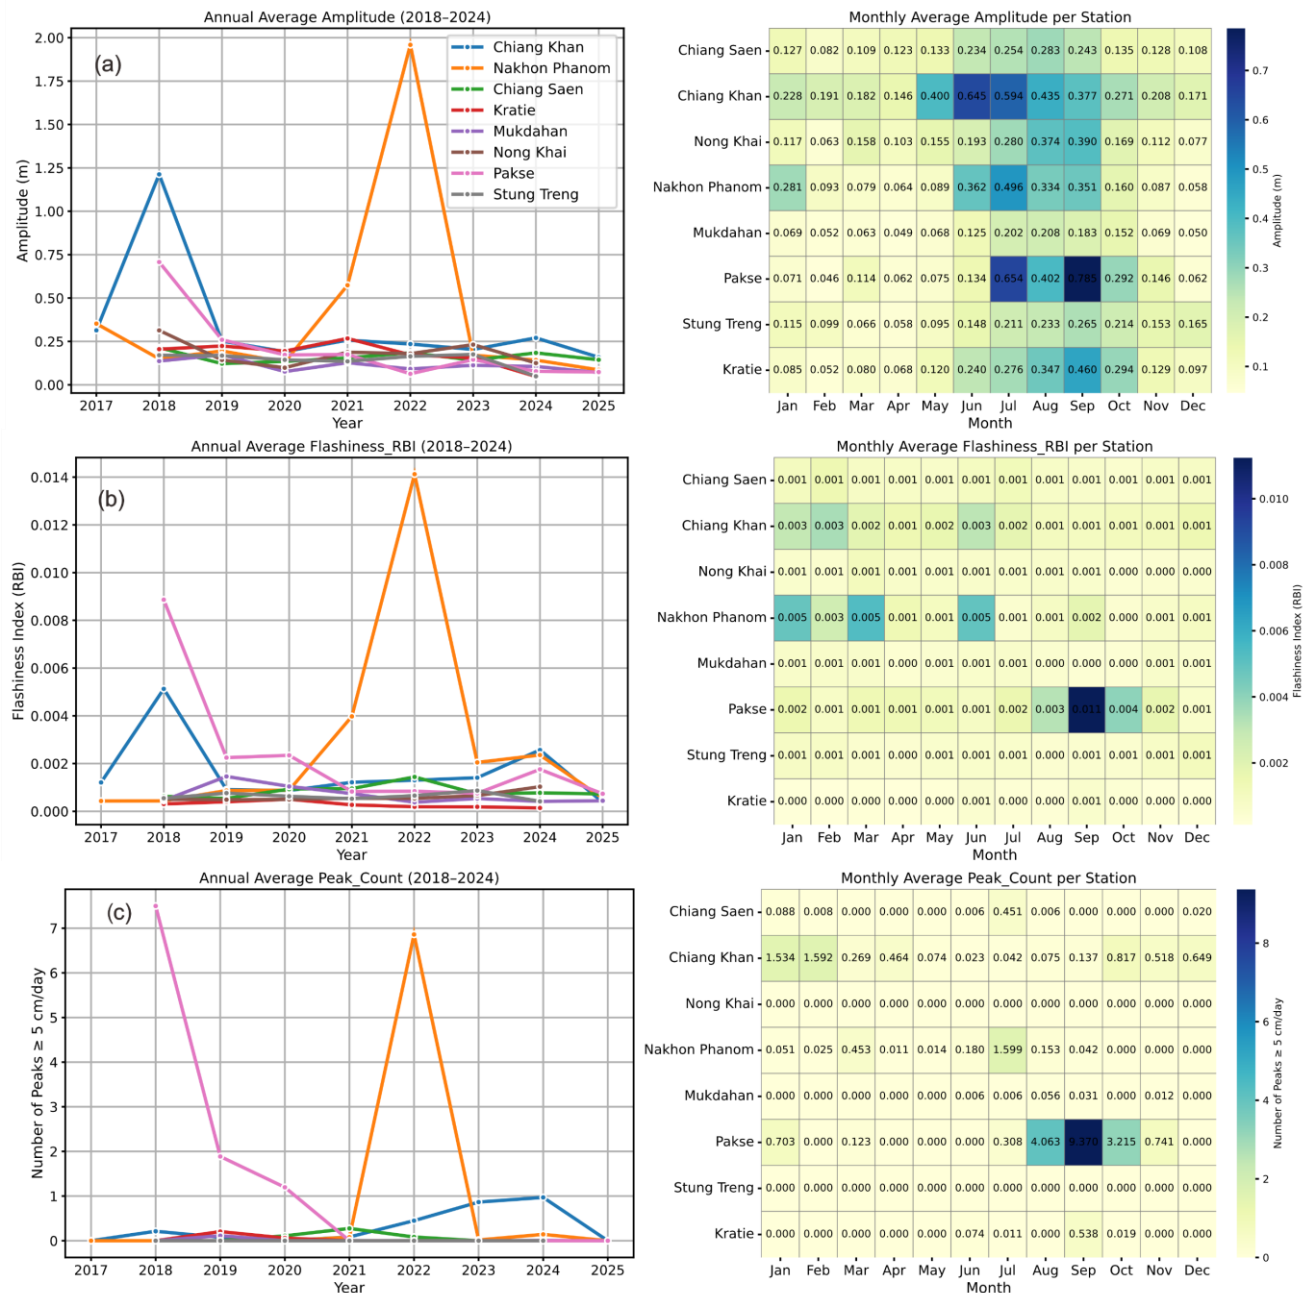 Annual Average Amplitude (2018–2024)
(a)
Chiang Khan
Nakhon Phanom
Chiang Saen
Kratie
Mukdahan
Nong Khai
Pakse
Stung Treng
2.00
1.75
1.50
1.25
1.00
0.75
0.50
0.25
0.00
Amplitude (m)
2017 2018 2019 2020 2021 2022 2023 2024 2025
Year
Monthly Average Amplitude per Station
Chiang Saen 0.127 0.082 0.109 0.123 0.133 0.234 0.254 0.283 0.243 0.135 0.128 0.108
Chiang Khan 0.228 0.191 0.182 0.146 0.400 0.645 0.594 0.435 0.377 0.271 0.208 0.171
Nong Khai 0.117 0.063 0.158 0.103 0.155 0.193 0.280 0.374 0.390 0.169 0.112 0.077
Nakhon Phanom 0.281 0.093 0.079 0.064 0.089 0.362 0.496 0.334 0.351 0.160 0.087 0.058
Mukdahan 0.069 0.052 0.063 0.049 0.068 0.125 0.202 0.208 0.183 0.152 0.069 0.050
Pakse 0.071 0.046 0.114 0.062 0.075 0.134 0.654 0.402 0.785 0.292 0.146 0.062
Stung Treng 0.115 0.099 0.066 0.058 0.095 0.148 0.211 0.233 0.265 0.214 0.153 0.165
Kratie 0.085 0.052 0.080 0.068 0.120 0.240 0.276 0.347 0.460 0.294 0.129 0.097
Jan Feb Mar Apr May Jun Jul Aug Sep Oct Nov Dec
Month
0.7
0.6
0.5
0.4
0.3
0.2
0.1
Amplitude (m)
Annual Average Flashiness_RBI (2018–2024)
(b)
0.014
0.012
0.010
0.008
0.006
0.004
0.002
0.000
Flashiness Index (RBI)
2017 2018 2019 2020 2021 2022 2023 2024 2025
Year
Monthly Average Flashiness_RBI per Station
Chiang Saen 0.001 0.001 0.001 0.001 0.001 0.001 0.001 0.001 0.001 0.001 0.001 0.001
Chiang Khan 0.003 0.003 0.002 0.001 0.002 0.003 0.002 0.001 0.001 0.001 0.001 0.001
Nong Khai 0.001 0.001 0.001 0.001 0.001 0.001 0.001 0.001 0.001 0.000 0.000 0.000
Nakhon Phanom 0.005 0.003 0.005 0.001 0.001 0.005 0.001 0.001 0.002 0.000 0.001 0.001
Mukdahan 0.001 0.001 0.001 0.000 0.001 0.001 0.001 0.000 0.000 0.000 0.001 0.001
Pakse 0.002 0.001 0.001 0.001 0.001 0.001 0.002 0.003 0.011 0.004 0.002 0.001
Stung Treng 0.001 0.001 0.001 0.001 0.001 0.001 0.001 0.000 0.001 0.001 0.001 0.001
Kratie 0.000 0.000 0.000 0.000 0.000 0.001 0.000 0.000 0.001 0.000 0.000 0.000
Jan Feb Mar Apr May Jun Jul Aug Sep Oct Nov Dec
Month
0.010
0.008
0.006
0.004
0.002
Flashiness Index (RBI)
Annual Average Peak_Count (2018–2024)
(c)
7
6
5
4
3
2
1
0
Number of Peaks ≥ 5 cm/day
2017 2018 2019 2020 2021 2022 2023 2024 2025
Year
Monthly Average Peak_Count per Station
Chiang Saen 0.088 0.008 0.000 0.000 0.000 0.006 0.451 0.006 0.000 0.000 0.000 0.020
Chiang Khan 1.534 1.592 0.269 0.464 0.074 0.023 0.042 0.075 0.137 0.817 0.518 0.649
Nong Khai 0.000 0.000 0.000 0.000 0.000 0.000 0.000 0.000 0.000 0.000 0.000 0.000
Nakhon Phanom 0.051 0.025 0.453 0.011 0.014 0.180 1.599 0.153 0.042 0.000 0.000 0.000
Mukdahan 0.000 0.000 0.000 0.000 0.000 0.006 0.006 0.056 0.031 0.000 0.012 0.000
Pakse 0.703 0.000 0.123 0.000 0.000 0.000 0.308 4.063 9.370 3.215 0.741 0.000
Stung Treng 0.000 0.000 0.000 0.000 0.000 0.000 0.000 0.000 0.000 0.000 0.000 0.000
Kratie 0.000 0.000 0.000 0.000 0.000 0.074 0.011 0.000 0.538 0.019 0.000 0.000
Jan Feb Mar Apr May Jun Jul Aug Sep Oct Nov Dec
Month
8
6
4
2
0
Number of Peaks ≥ 5 cm/day